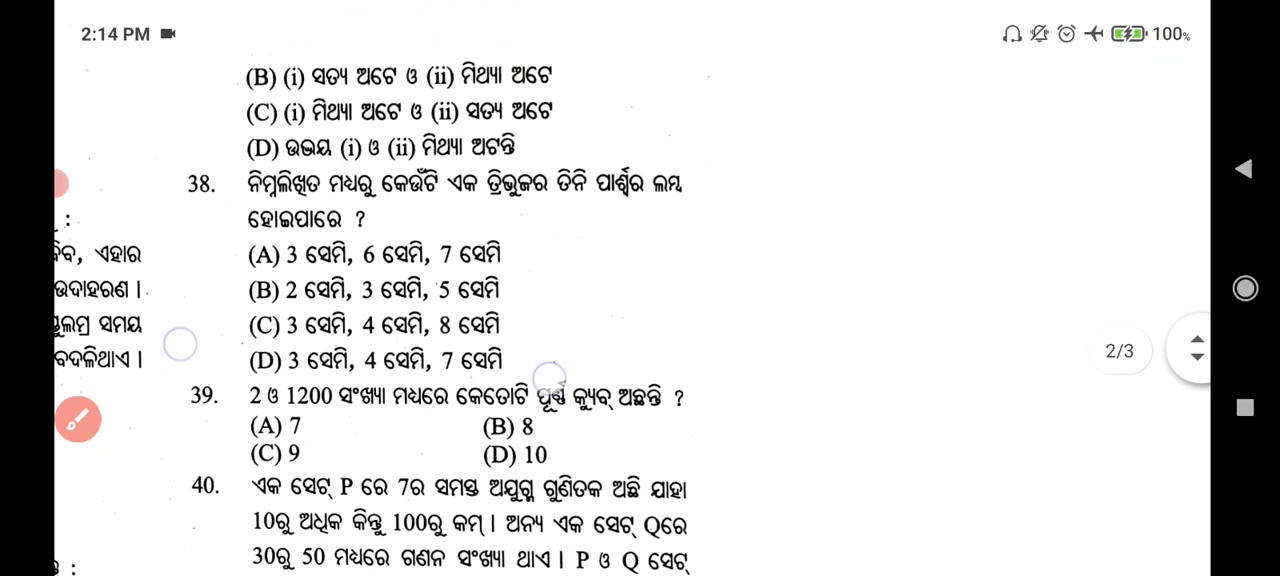 2:14 PM
100%
(B) (i) ସତ୍ୟ ଅଟେ ଓ (ii) ମିଥ୍ୟା ଅଟେ
(C) (i) ମିଥ୍ୟା ଅଟେ ଓ (ii) ସତ୍ୟ ଅଟେ
(D) ଉଭୟ (i) ଓ (ii) ମିଥ୍ୟା ଅଟନ୍ତି
38. ନିମ୍ନଲିଖିତ ମଧ୍ୟରୁ କେଉଁଟି ଏକ ତ୍ରିଭୁଜର ତିନି ପାର୍ଶ୍ୱର ଲମ୍ବ
ହୋଇପାରେ ?
(A) 3 ସେମି, 6 ସେମି, 7 ସେମି
(B) 2 ସେମି, 3 ସେମି, 5 ସେମି
(C) 3 ସେମି, 4 ସେମି, 8 ସେମି
(D) 3 ସେମି, 4 ସେମି, 7 ସେମି
39. 2 ଓ 1200 ସଂଖ୍ୟା ମଧ୍ୟରେ କେତୋଟି ପୂର୍ଣ୍ଣ କ୍ୟୁବ୍ ଅଛନ୍ତି ?
(A) 7 (B) 8
(C) 9 (D) 10
40. ଏକ ସେଟ୍ P ରେ 7ର ସମସ୍ତ ଅଯୁଗ୍ମ ଗୁଣିତକ ଅଛି ଯାହା
10ରୁ ଅଧିକ କିନ୍ତୁ 100ରୁ କମ୍ । ଅନ୍ୟ ଏକ ସେଟ୍ Qରେ
30ରୁ 50 ମଧ୍ୟରେ ଗଣନ ସଂଖ୍ୟା ଥାଏ । P ଓ Q ସେଟ୍
:
ଏହାର
ଉଦାହରଣ ।
ସମୟ
ବଦଳିଥାଏ ।
:
2/3